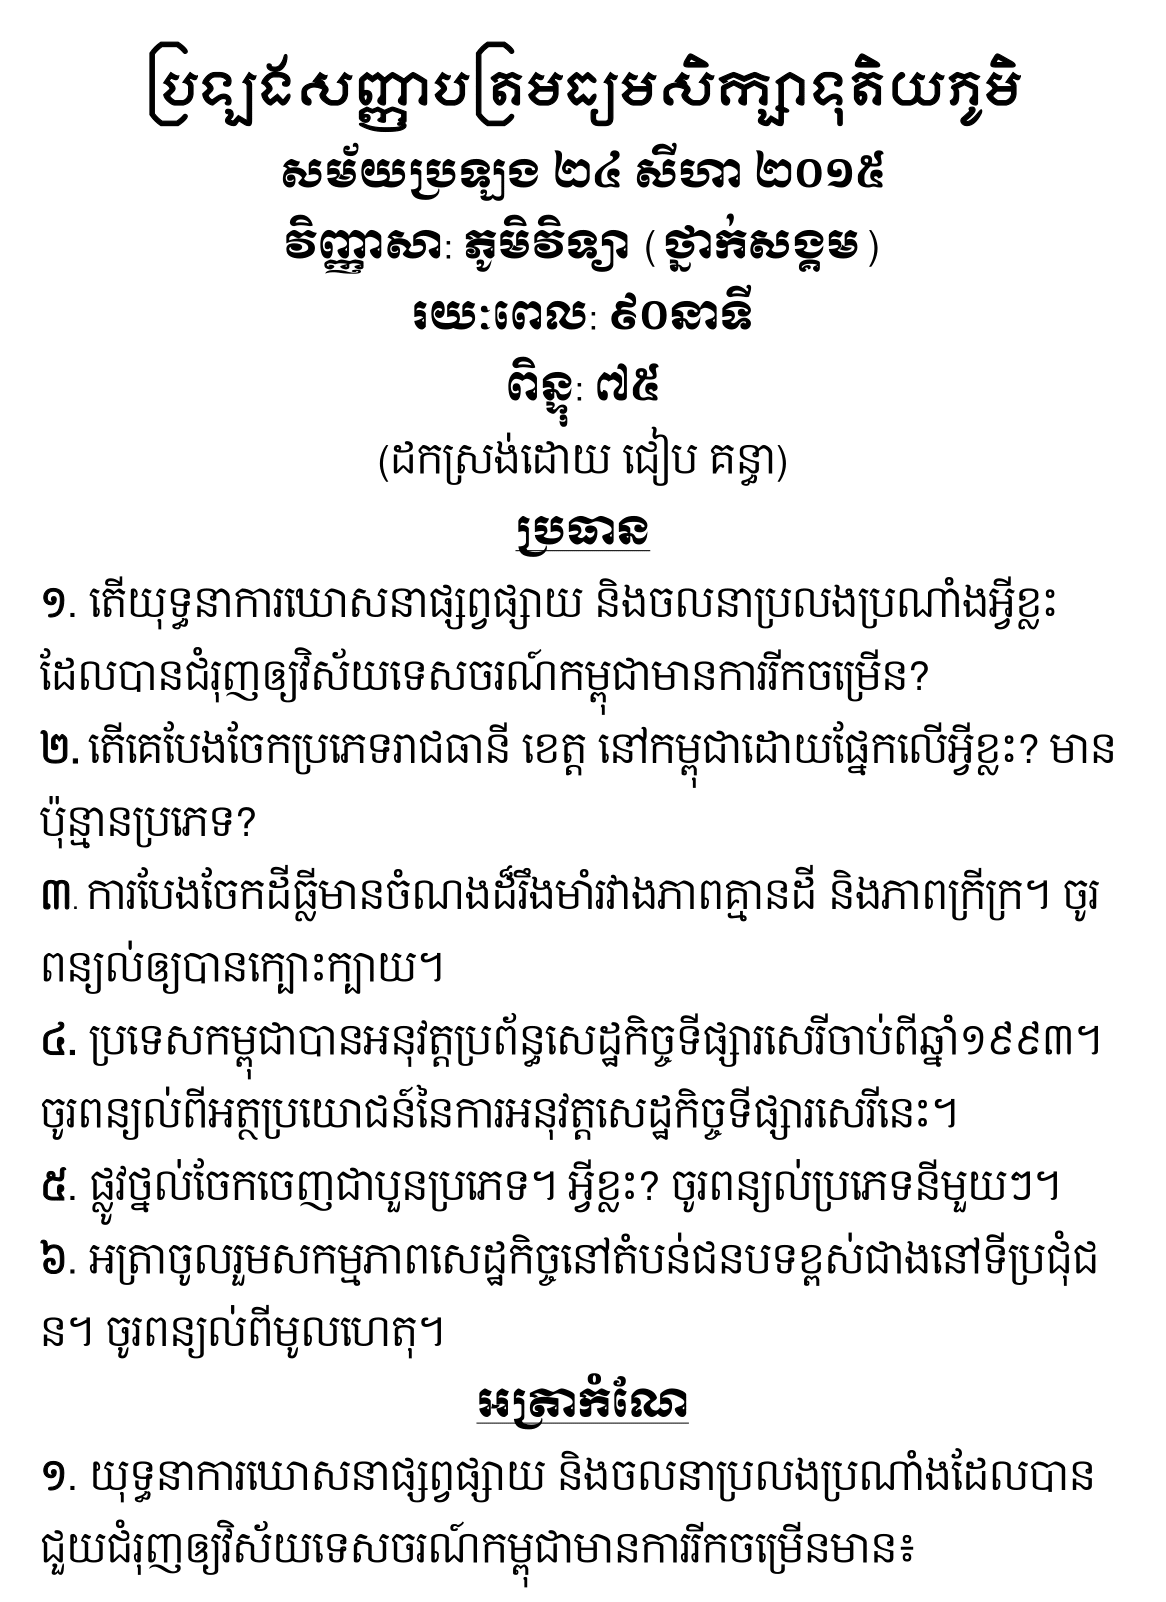 ប្រឡងសញ្ញាបត្រមធ្យមសិក្សាទុតិយភូមិ
សម័យប្រឡង ២៤ សីហា ២០១៥
វិញ្ញាសា: ភូមិវិទ្យា (ថ្នាក់សង្គម)
រយៈពេល: ៩០នាទី
ពិន្ទុ: ៧៥
(ដកស្រង់ដោយ ជៀប គន្ធា)
ប្រធាន
១. តើយុទ្ធនាការឃោសនាផ្សព្វផ្សាយ និងចលនាប្រលងប្រណាំងអ្វីខ្លះ
ដែលបានជំរុញឲ្យវិស័យទេសចរណ៍កម្ពុជាមានការរីកចម្រើន?
២. តើគេបែងចែកប្រភេទរាជធានី ខេត្ត នៅកម្ពុជាដោយផ្នែកលើអ្វីខ្លះ? មាន
ប៉ុន្មានប្រភេទ?
៣. ការបែងចែកដីធ្លីមានចំណងដ៏រឹងមាំរវាងភាពគ្មានដី និងភាពក្រីក្រ។ ចូរ
ពន្យល់ឲ្យបានក្បោះក្បាយ។
៤. ប្រទេសកម្ពុជាបានអនុវត្តប្រព័ន្ធសេដ្ឋកិច្ចទីផ្សារសេរីចាប់ពីឆ្នាំ១៩៩៣។
ចូរពន្យល់ពីអត្ថប្រយោជន៍នៃការអនុវត្តសេដ្ឋកិច្ចទីផ្សារសេរីនេះ។
៥. ផ្លូវថ្នល់ចែកចេញជាបួនប្រភេទ។ អ្វីខ្លះ? ចូរពន្យល់ប្រភេទនីមួយៗ។
៦. អត្រាចូលរួមសកម្មភាពសេដ្ឋកិច្ចនៅតំបន់ជនបទខ្ពស់ជាងនៅទីប្រជុំជ
ន។ ចូរពន្យល់ពីមូលហេតុ។
អត្រាកំណែ
១. យុទ្ធនាការឃោសនាផ្សព្វផ្សាយ និងចលនាប្រលងប្រណាំងដែលបាន
ជួយជំរុញឲ្យវិស័យទេសចរណ៍កម្ពុជាមានការរីកចម្រើនមាន៖